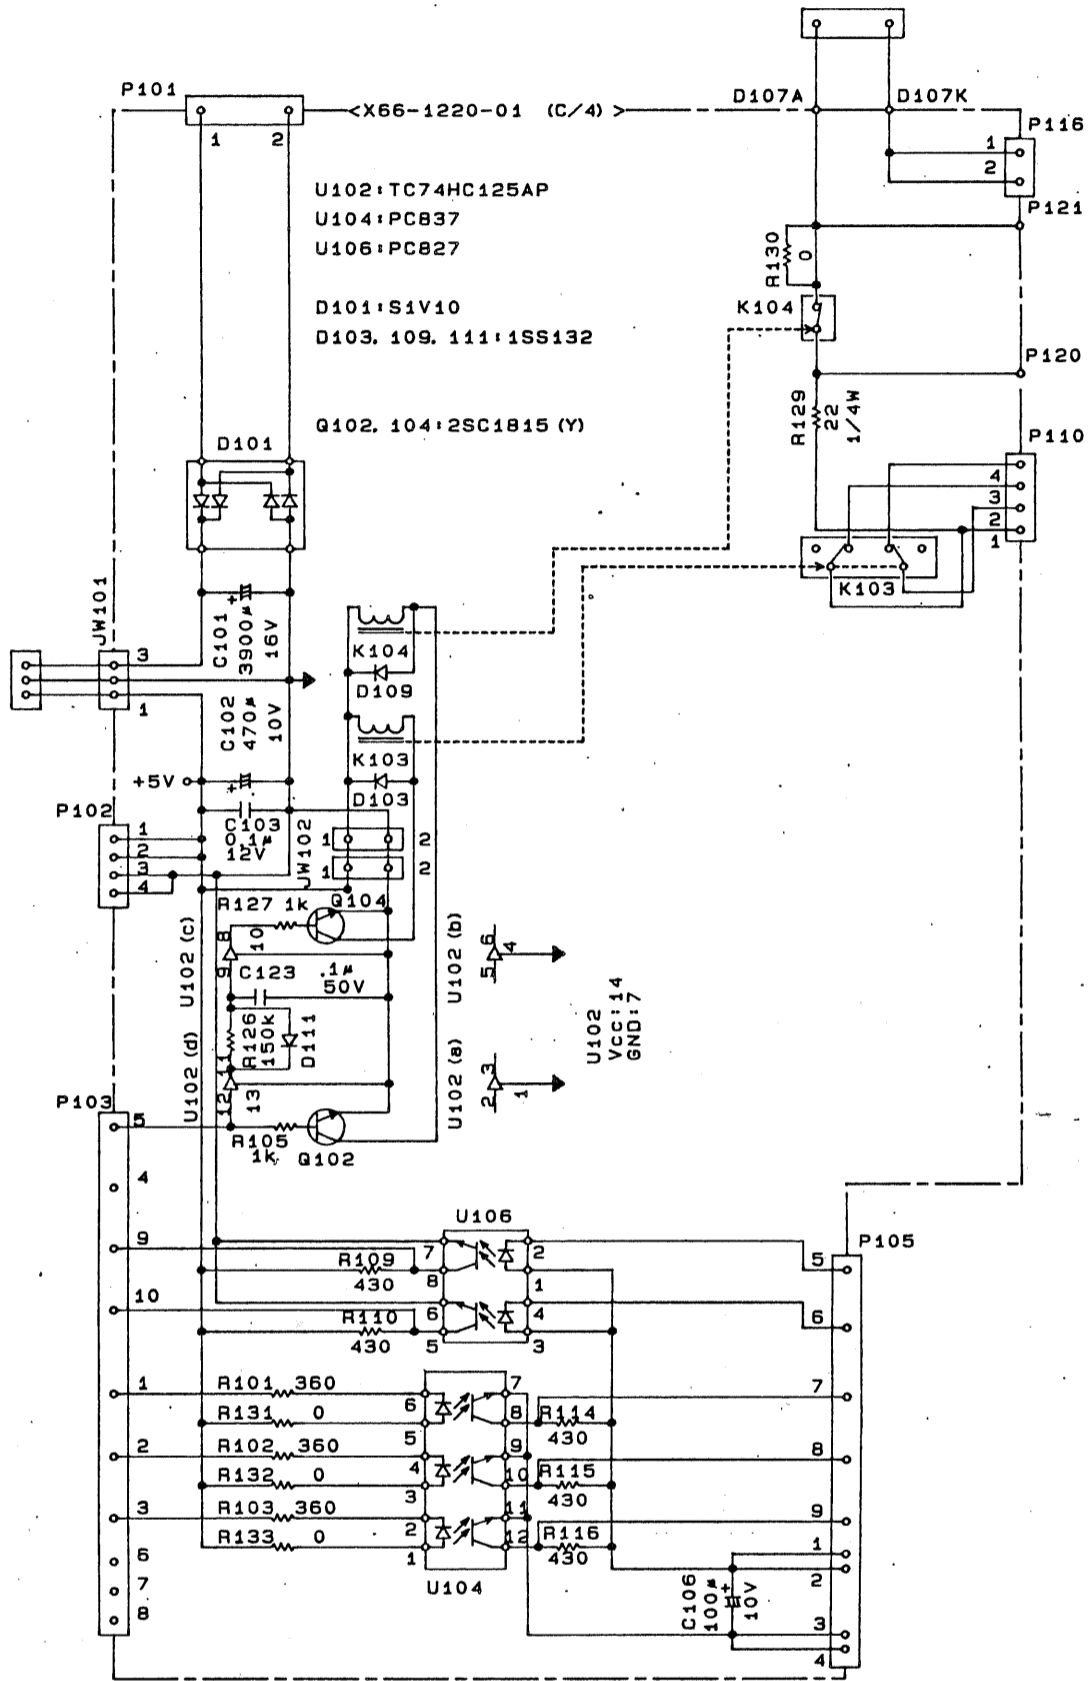 P101
<X66-1220-01 (C/4)>
D107A
D107K
P116
1
2
1
2
P121
U102:TC74HC125AP
U104:PC837
U106:PC827
R130
0
K104
D101:S1V10
D103, 109, 111:1SS132
P120
Q102, 104:2SC1815(Y)
R129
22
1/4W
P110
D101
4
3
2
1
K103
JW101
3
1
C101
3900μ
16V
+
K104
D109
C102
470μ
10V
+
K103
D103
+5V
P102
1
2
3
4
C103
0.1μ
12V
JW102
1
2
1
2
R127 1k
Q104
U102(c)
8
9
10
C123
.1μ
50V
U102(b)
5
6
4
U102
Vcc:14
GND:7
R126
150k
D111
U102(d)
11
12
13
U102(a)
2
3
1
P103
5
R105
1k
Q102
4
U106
P105
9
R109
430
7
8
2
1
5
10
R110
430
6
5
4
3
6
1
R101 360
R131 0
6
5
7
8
R114
430
7
2
R102 360
R132 0
4
3
9
10
R115
430
8
3
R103 360
R133 0
2
1
11
12
R116
430
9
1
2
6
7
8
U104
C106
100μ
10V
+
3
4